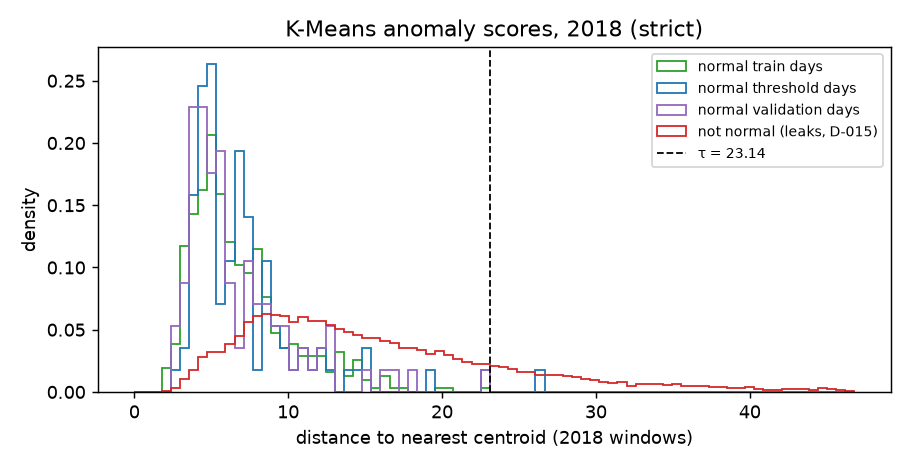 K-Means anomaly scores, 2018 (strict)
normal train days
normal threshold days
normal validation days
not normal (leaks, D-015)
τ = 23.14
density
0.25
0.20
0.15
0.10
0.05
0.00
0 10 20 30 40
distance to nearest centroid (2018 windows)